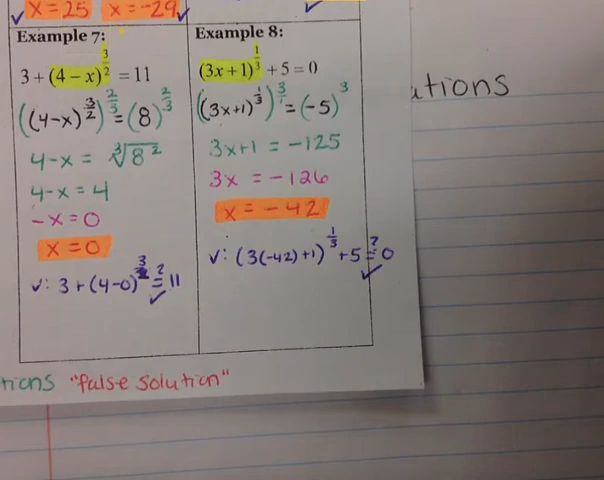 x = 25 x = -29
Example 7:
3 + (4 – x)^(3/2) = 11
((4-x)^(3/2))^(2/3) = (8)^(2/3)
4-x = ∛8²
4-x = 4
-x = 0
x = 0
√: 3 + (4-0)^(3/2) ≟ 11 ✓
Example 8:
(3x + 1)^(1/3) + 5 = 0
((3x+1)^(1/3))^(3/1) = (-5)^3
3x+1 = -125
3x = -126
x = -42
√: (3(-42)+1)^(1/3) + 5 ≟ 0 ✓
utions
tions "false solution"